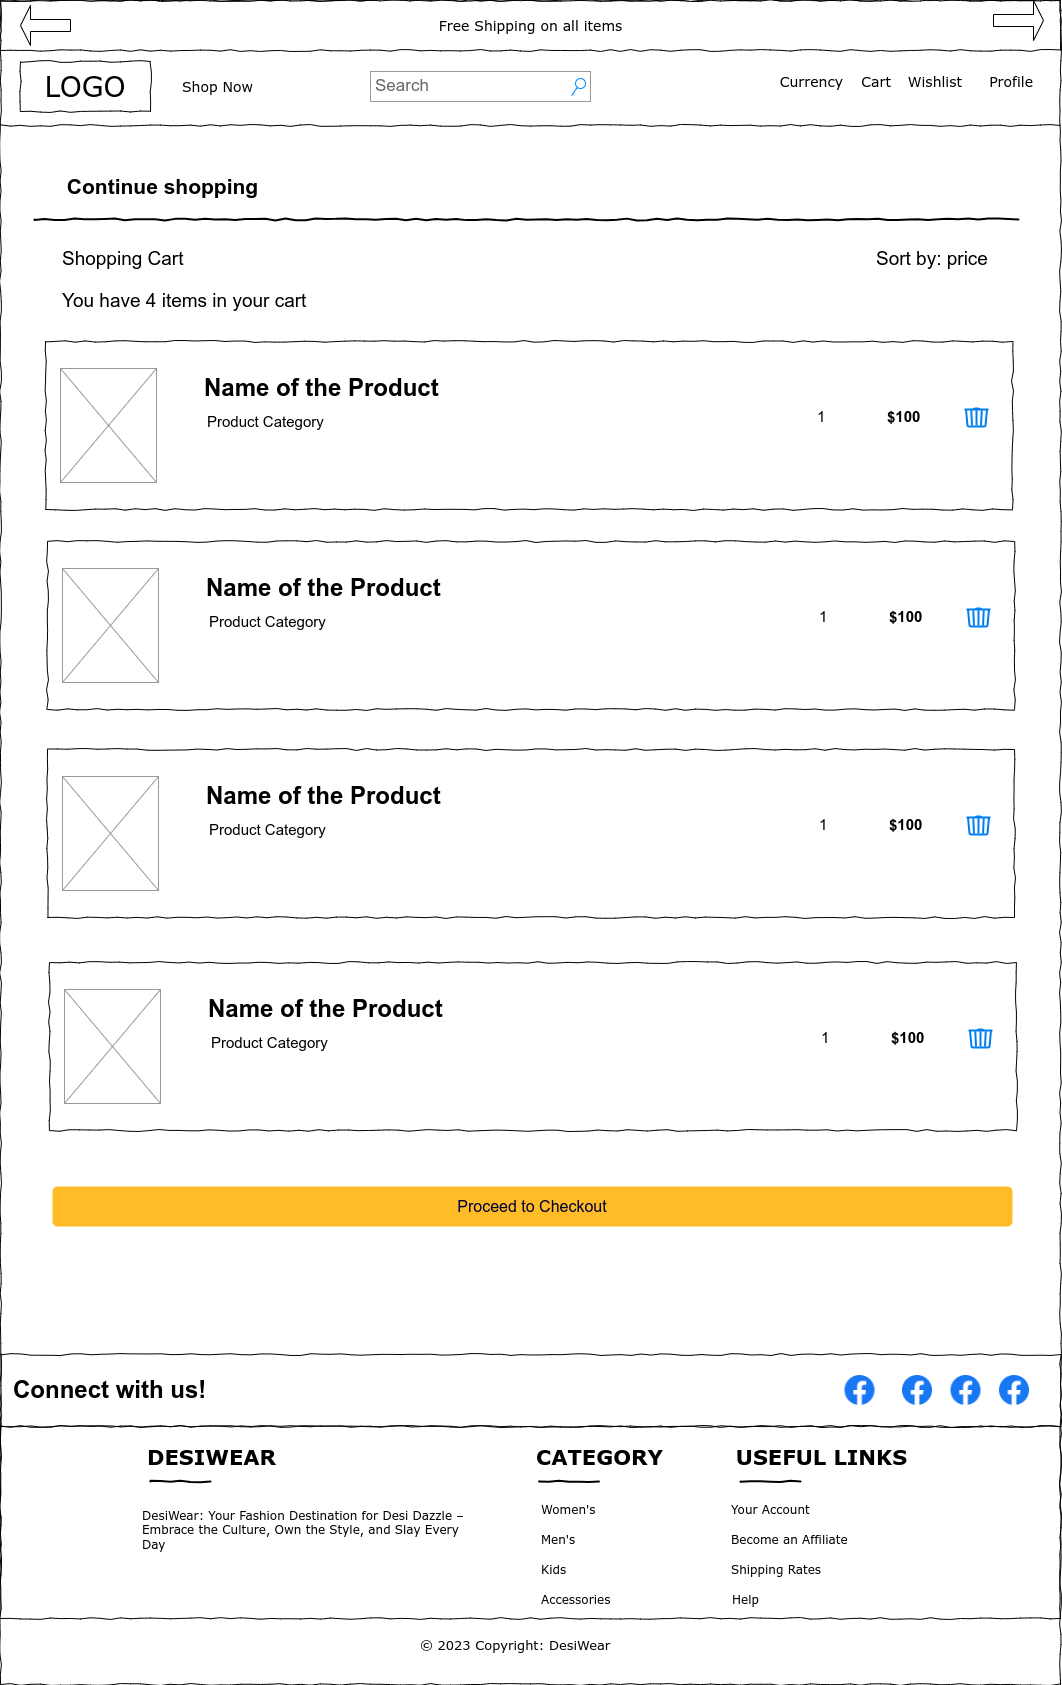 Free Shipping on all items
LOGO
Shop Now
Search
Currency
Cart
Wishlist
Profile
Continue shopping
Shopping Cart
Sort by: price
You have 4 items in your cart
Name of the Product
Product Category
1
$100
Name of the Product
Product Category
1
$100
Name of the Product
Product Category
1
$100
Name of the Product
Product Category
1
$100
Proceed to Checkout
Connect with us!
DESIWEAR
DesiWear: Your Fashion Destination for Desi Dazzle –
Embrace the Culture, Own the Style, and Slay Every
Day
CATEGORY
Women's
Men's
Kids
Accessories
USEFUL LINKS
Your Account
Become an Affiliate
Shipping Rates
Help
© 2023 Copyright: DesiWear